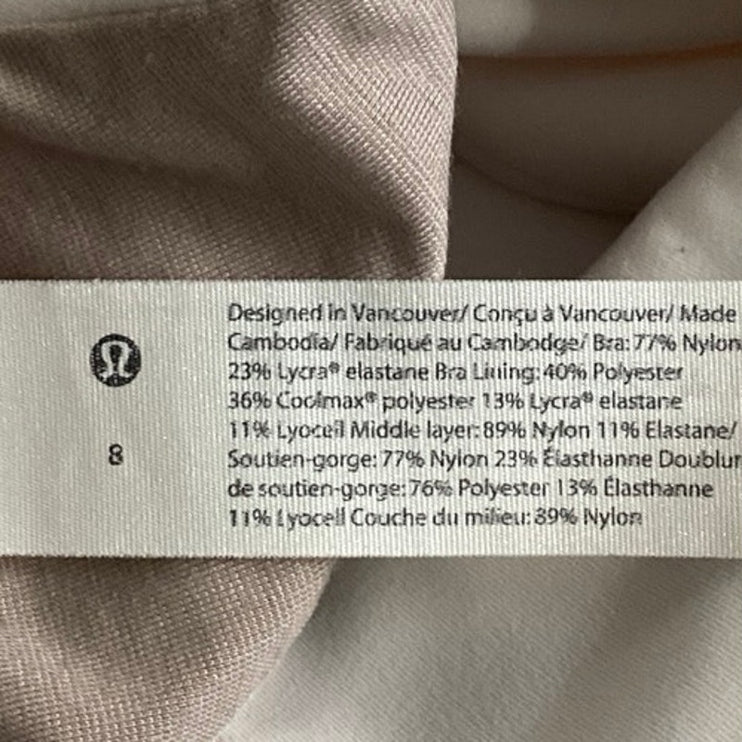 Designed in Vancouver/ Conçu à Vancouver/ Made
Cambodia/ Fabriqué au Cambodge/ Bra: 77% Nylon
23% Lycra® elastane Bra Lining: 40% Polyester
36% Coolmax® polyester 13% Lycra® elastane
11% Lyocell Middle layer: 89% Nylon 11% Elastane/
8
Soutien-gorge: 77% Nylon 23% Élasthanne Doublur
de soutien-gorge: 76% Polyester 13% Élasthanne
11% Lyocell Couche du milieu: 89% Nylon